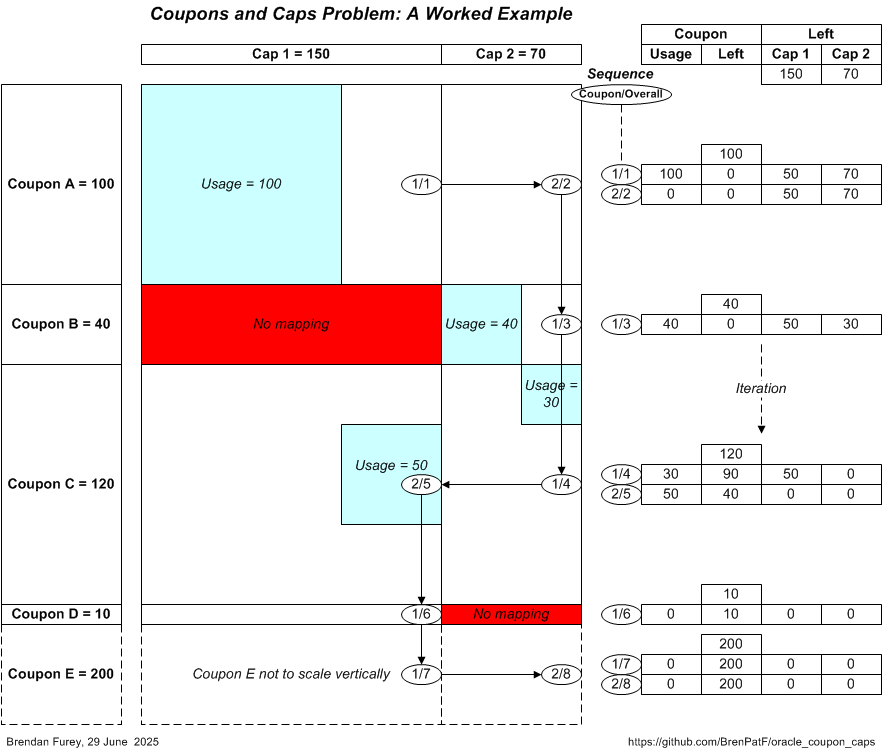 Coupons and Caps Problem: A Worked Example
Coupon Left
Cap 1 = 150 Cap 2 = 70 Usage Left Cap 1 Cap 2
Sequence 150 70
Coupon/Overall
100
Coupon A = 100 Usage = 100 1/1 2/2 1/1 100 0 50 70
2/2 0 0 50 70
40
Coupon B = 40 No mapping Usage = 40 1/3 1/3 40 0 50 30
Usage =
30
Iteration
120
Usage = 50 1/4 30 90 50 0
Coupon C = 120 2/5 1/4 2/5 50 40 0 0
10
Coupon D = 10 1/6 No mapping 1/6 0 10 0 0
200
1/7 0 200 0 0
Coupon E = 200 Coupon E not to scale vertically 1/7 2/8 2/8 0 200 0 0
Brendan Furey, 29 June 2025 https://github.com/BrenPatF/oracle_coupon_caps